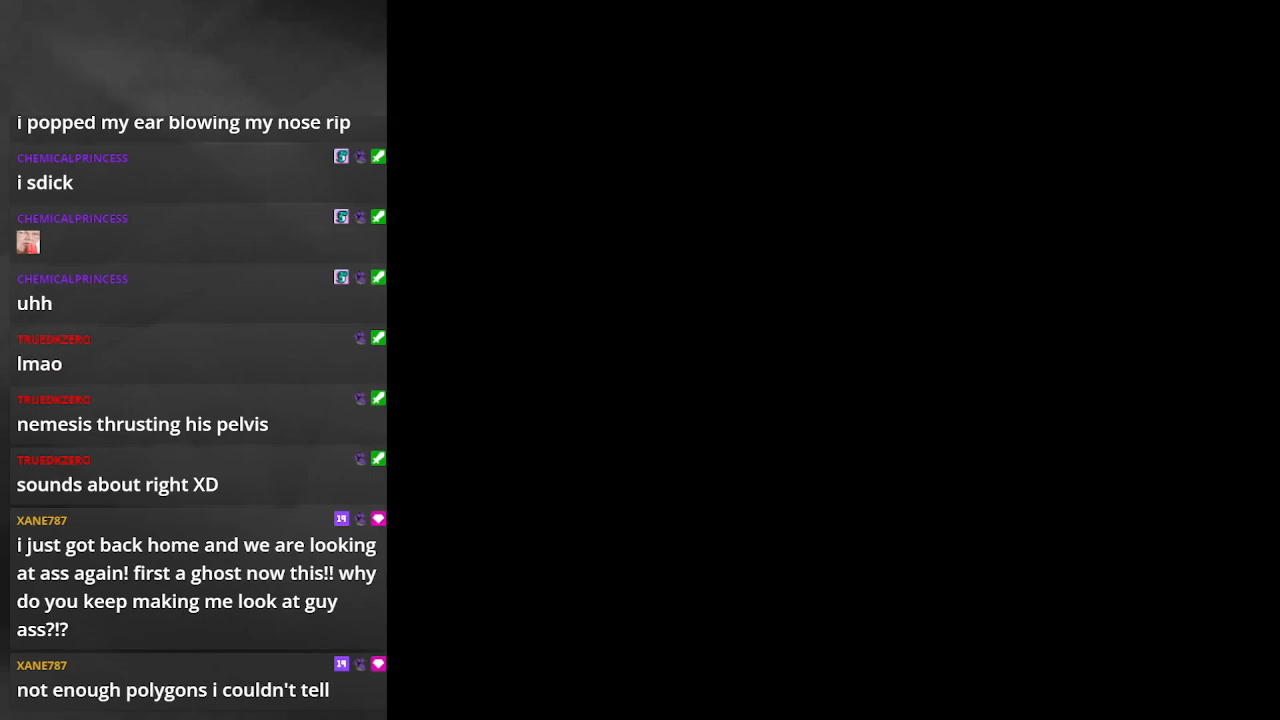 i popped my ear blowing my nose rip
CHEMICALPRINCESS
i sdick
CHEMICALPRINCESS
CHEMICALPRINCESS
uhh
TRUEDKZERO
lmao
TRUEDKZERO
nemesis thrusting his pelvis
TRUEDKZERO
sounds about right XD
XANE787 19
i just got back home and we are looking
at ass again! first a ghost now this!! why
do you keep making me look at guy
ass?!?
XANE787 19
not enough polygons i couldn't tell